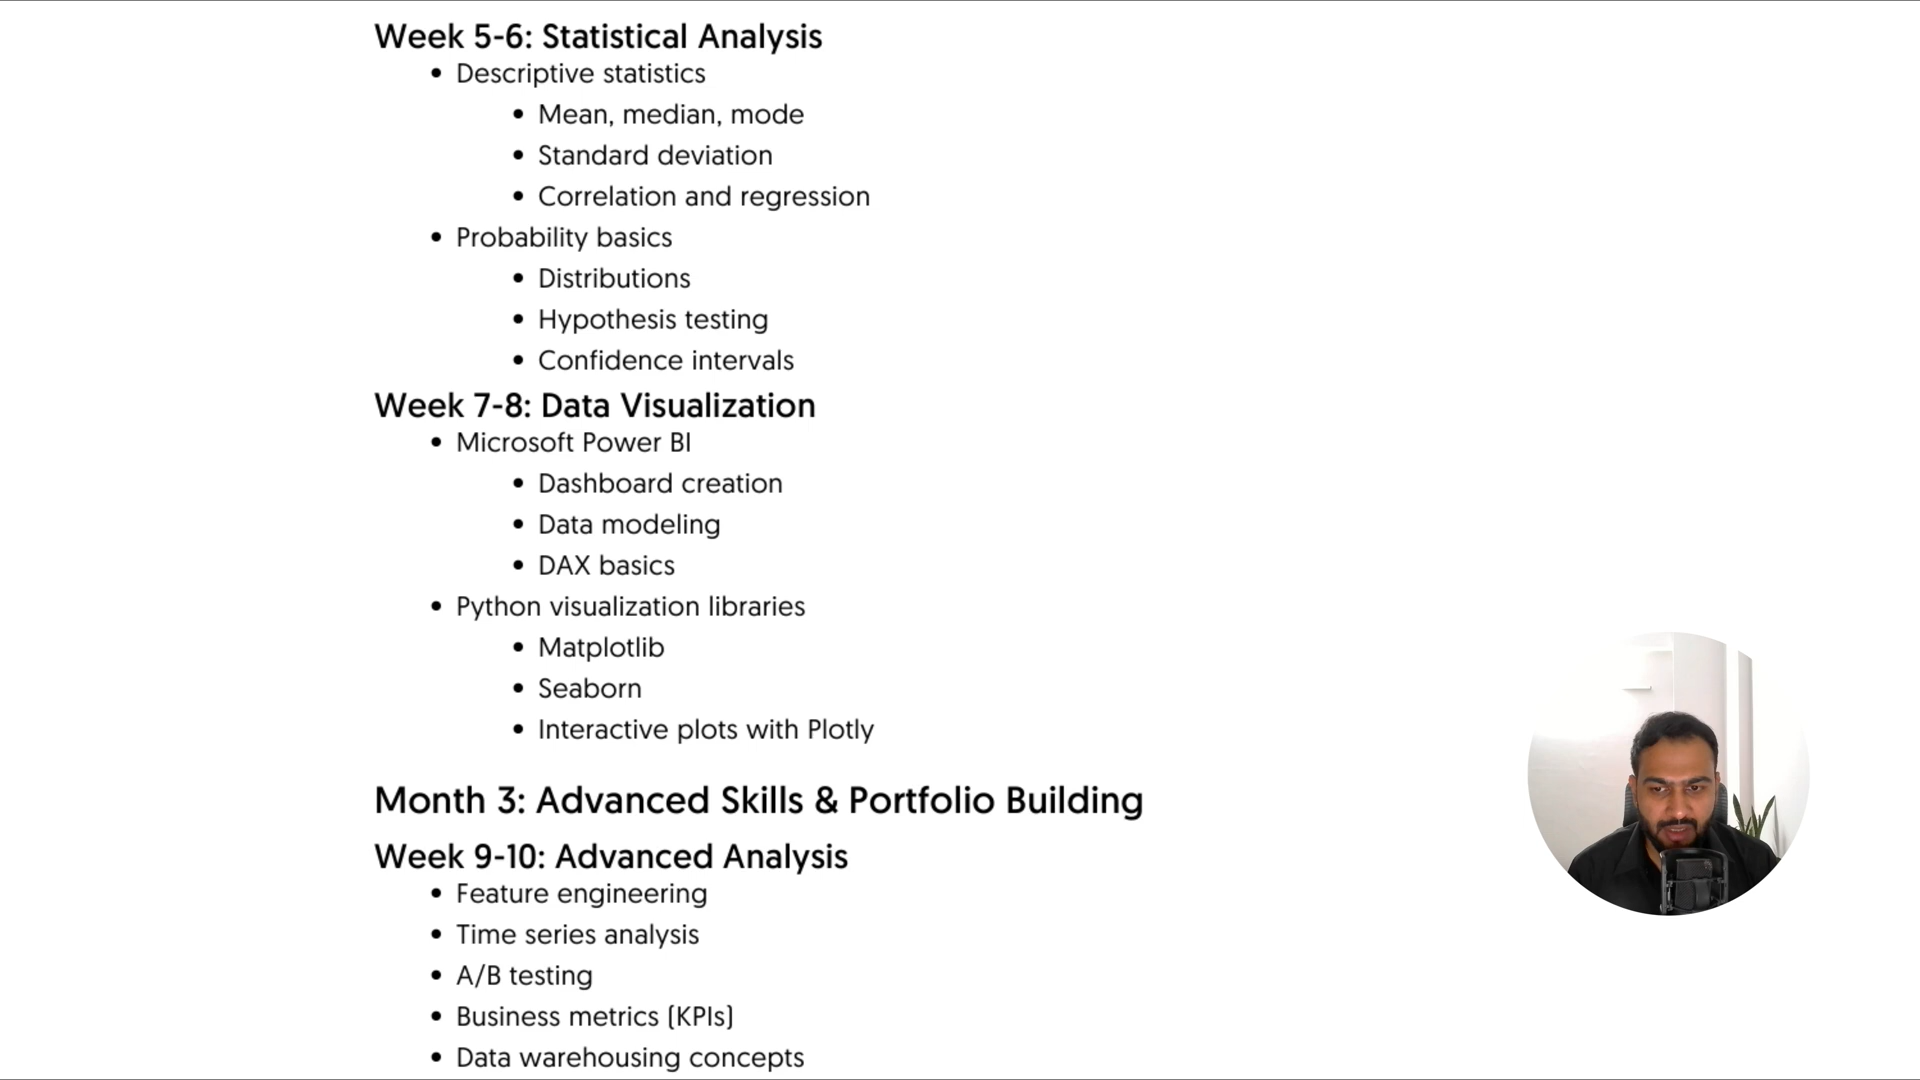 Week 5-6: Statistical Analysis
• Descriptive statistics
• Mean, median, mode
• Standard deviation
• Correlation and regression
• Probability basics
• Distributions
• Hypothesis testing
• Confidence intervals
Week 7-8: Data Visualization
• Microsoft Power BI
• Dashboard creation
• Data modeling
• DAX basics
• Python visualization libraries
• Matplotlib
• Seaborn
• Interactive plots with Plotly
Month 3: Advanced Skills & Portfolio Building
Week 9-10: Advanced Analysis
• Feature engineering
• Time series analysis
• A/B testing
• Business metrics (KPIs)
• Data warehousing concepts